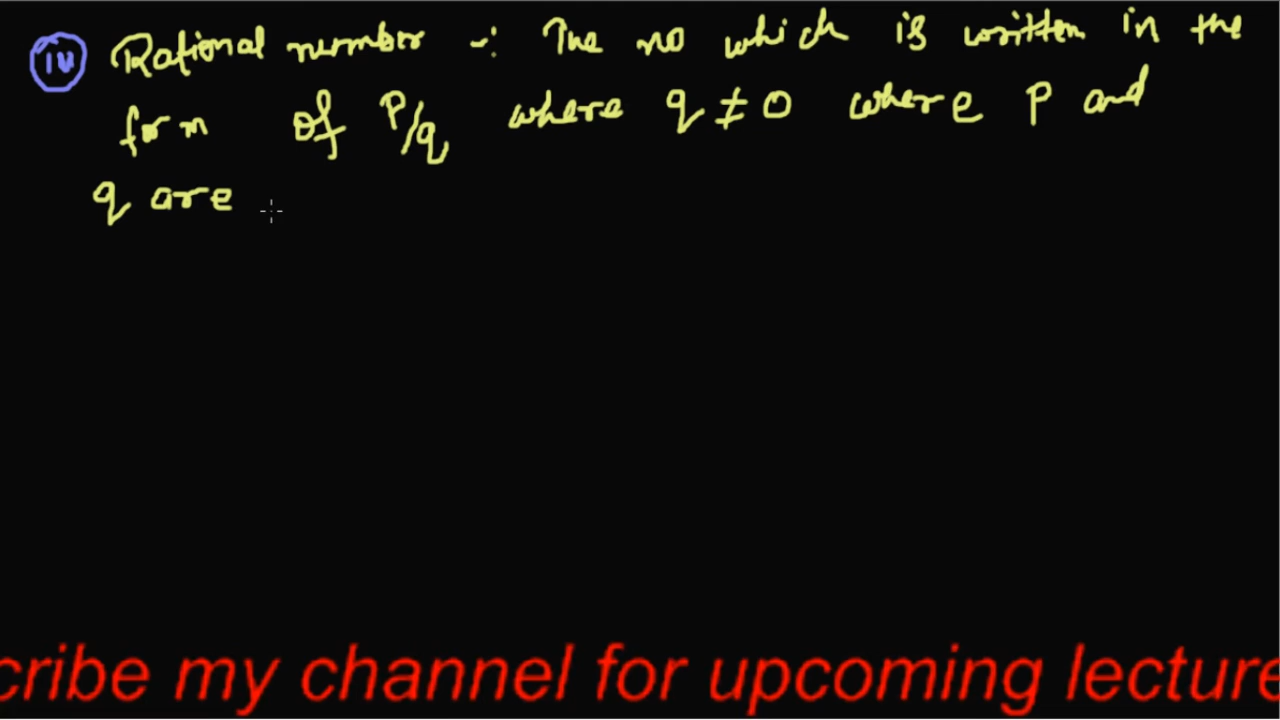 iv Rational number -: The no which is written in the
form of P/q where q ≠ 0 where P and
q are
cribe my channel for upcoming lecture